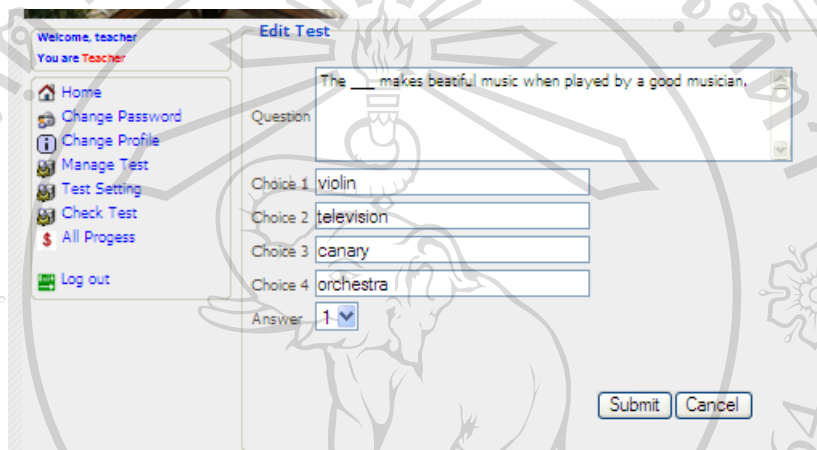 Welcome, teacher
You are Teacher
Home
Change Password
Change Profile
Manage Test
Test Setting
Check Test
All Progess
Log out
Edit Test
Question The ___ makes beatiful music when played by a good musician.
Choice 1 violin
Choice 2 television
Choice 3 canary
Choice 4 orchestra
Answer 1
Submit Cancel